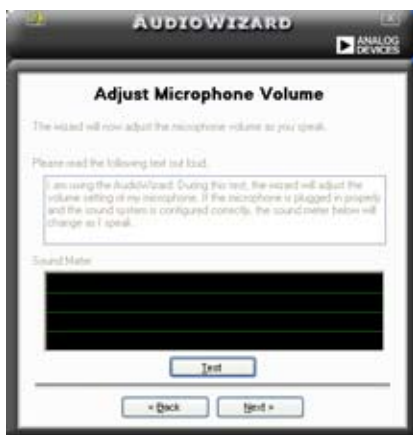 AUDIOWIZARD
ANALOG
DEVICES
Adjust Microphone Volume
The wizard will now adjust the microphone volume as you speak.
Please read the following text out loud.
I am using the AudioWizard. During this test, the wizard will adjust the
volume setting of my microphone. If the microphone is plugged in properly
and the sound system is configured correctly, the sound meter below will
change as I speak.
Sound Meter
Test
< Back
Next >